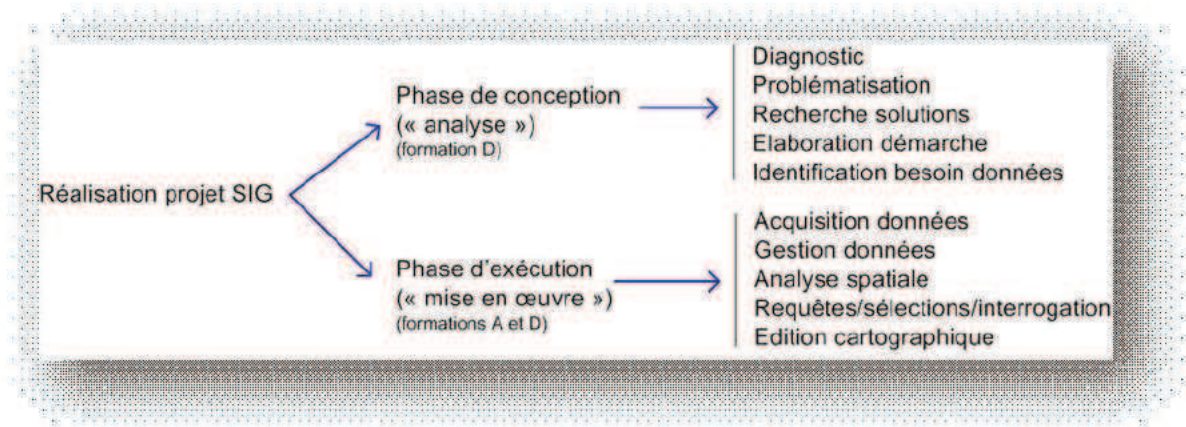 Réalisation projet SIG
Phase de conception
(« analyse »)
(formation D)
Diagnostic
Problématisation
Recherche solutions
Elaboration démarche
Identification besoin données
Phase d'exécution
(« mise en œuvre »)
(formations A et D)
Acquisition données
Gestion données
Analyse spatiale
Requêtes/sélections/interrogation
Edition cartographique